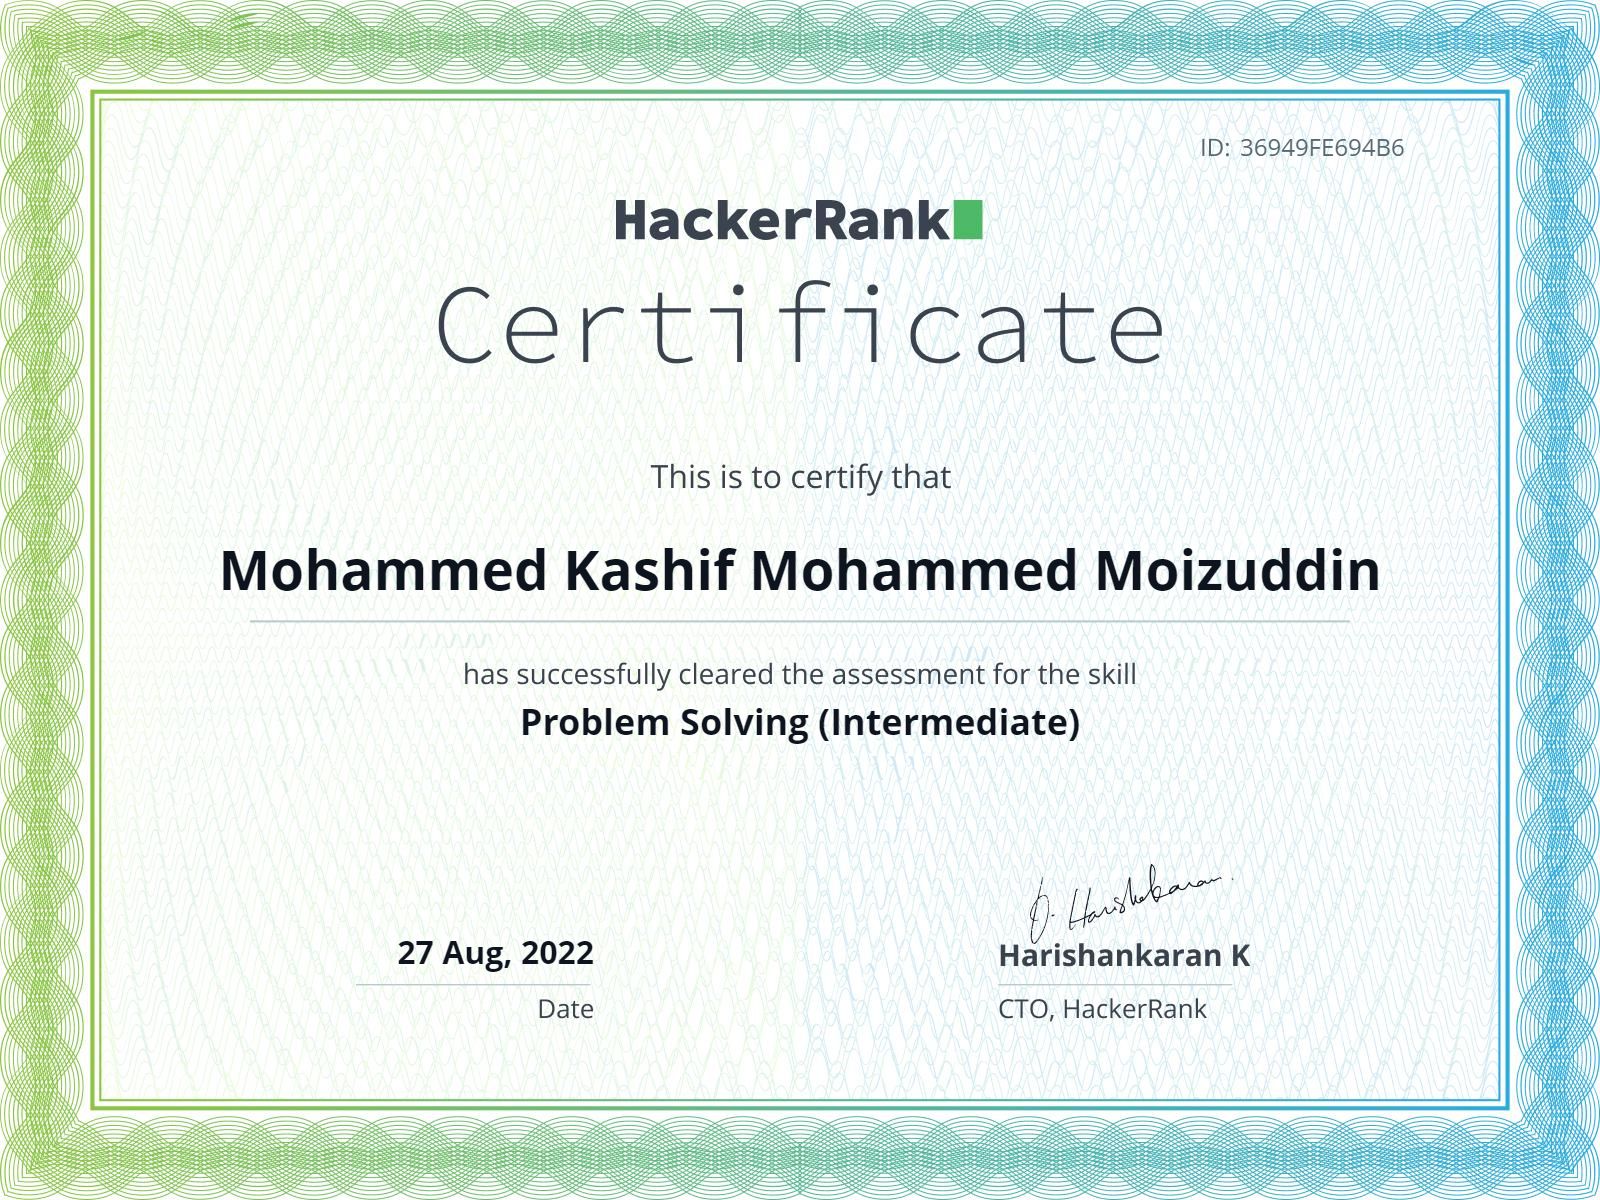 ID: 36949FE694B6
HackerRank
Certificate
This is to certify that
Mohammed Kashif Mohammed Moizuddin
has successfully cleared the assessment for the skill
Problem Solving (Intermediate)
27 Aug, 2022
Date
Harishankaran K
CTO, HackerRank